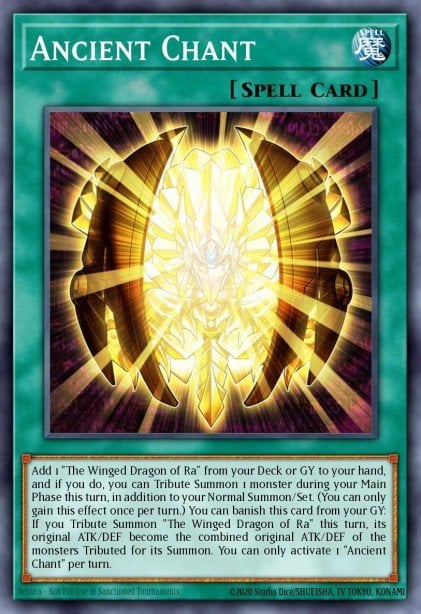 Ancient Chant
SPELL
魔
[ Spell Card ]
Add 1 "The Winged Dragon of Ra" from your Deck or GY to your hand,
and if you do, you can Tribute Summon 1 monster during your Main
Phase this turn, in addition to your Normal Summon/Set. (You can only
gain this effect once per turn.) You can banish this card from your GY:
If you Tribute Summon "The Winged Dragon of Ra" this turn, its
original ATK/DEF become the combined original ATK/DEF of
the monsters Tributed for its Summon. You can only activate 1 "Ancient
Chant" per turn.
Replica - Not For Use in Sanctioned Tournaments
©2020 Studio Dice/SHUEISHA, TV TOKYO, KONAMI